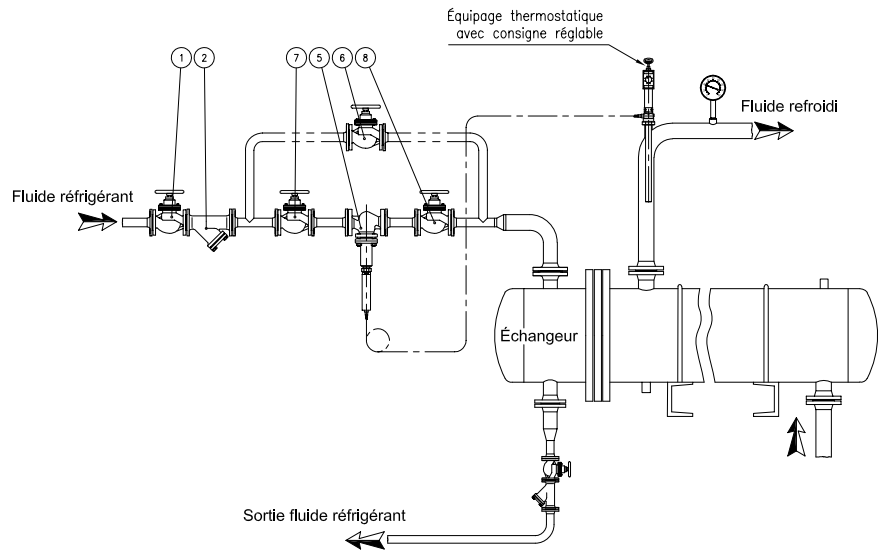 Équipage thermostatique
avec consigne réglable
1 2 7 5 6 8
Fluide refroidi
Fluide réfrigérant
Échangeur
Sortie fluide réfrigérant